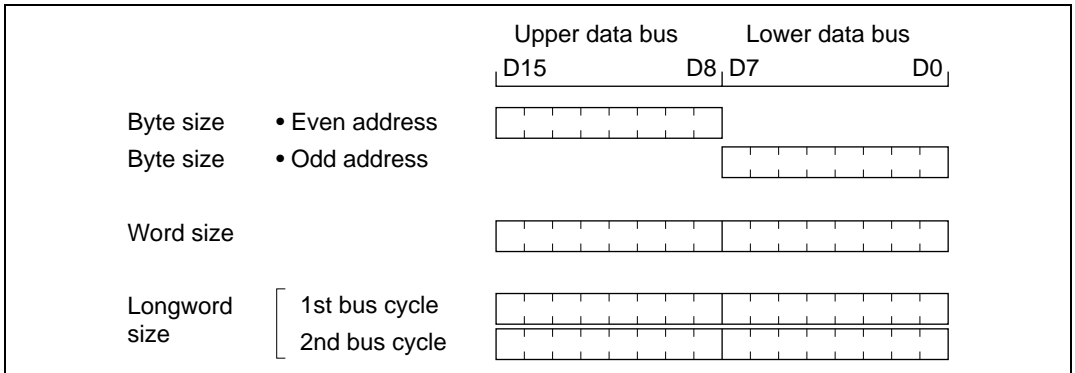 Upper data bus Lower data bus
D15 D8 D7 D0
Byte size • Even address
Byte size • Odd address
Word size
Longword 1st bus cycle
size 2nd bus cycle